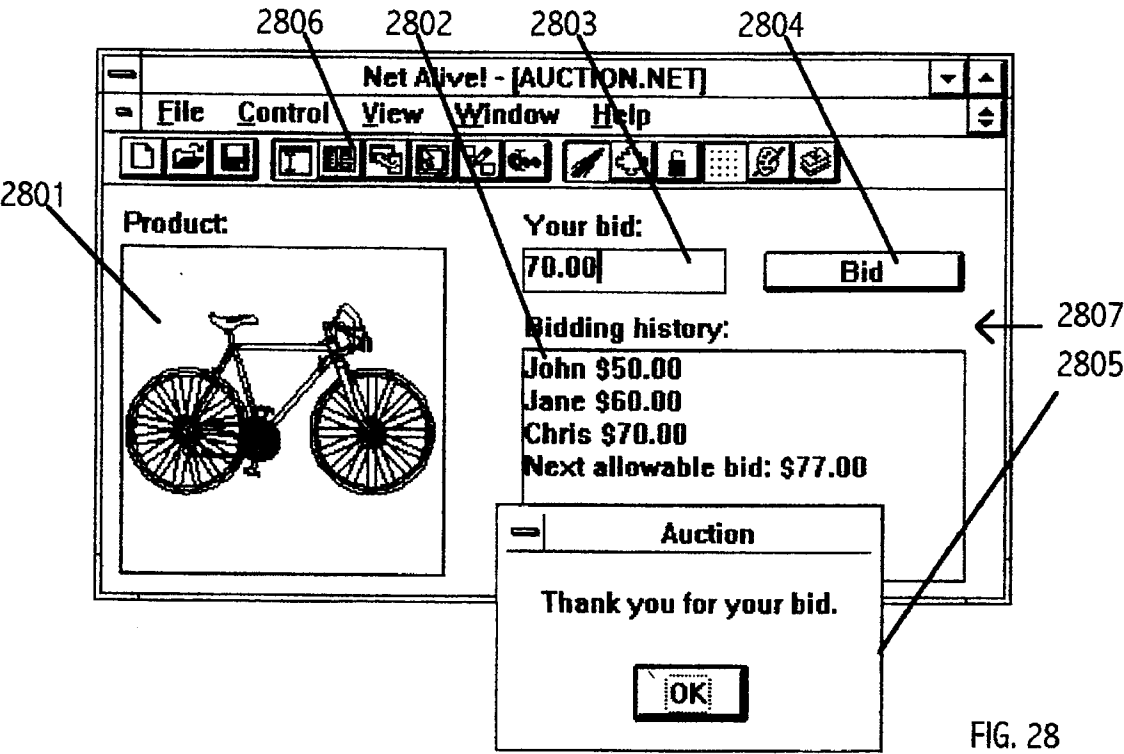 2806 2802 2803 2804
Net Alive! - [AUCTION.NET]
File Control View Window Help
2801
Product:
Your bid:
70.00
Bid
Bidding history:
2807
2805
John $50.00
Jane $60.00
Chris $70.00
Next allowable bid: $77.00
Auction
Thank you for your bid.
OK
FIG. 28